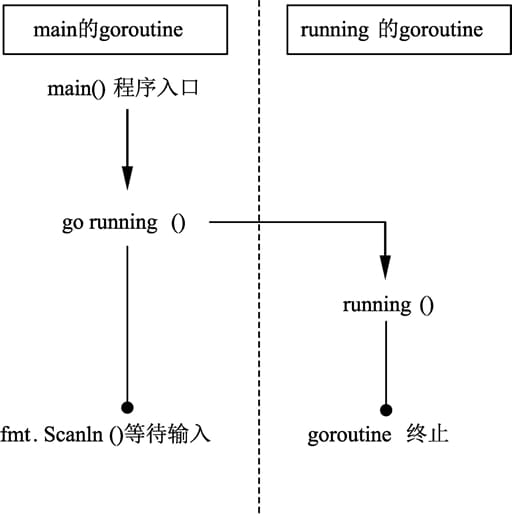 main的goroutine
running 的goroutine
main() 程序入口
go running ()
running ()
fmt. Scanln ()等待输入
goroutine 终止